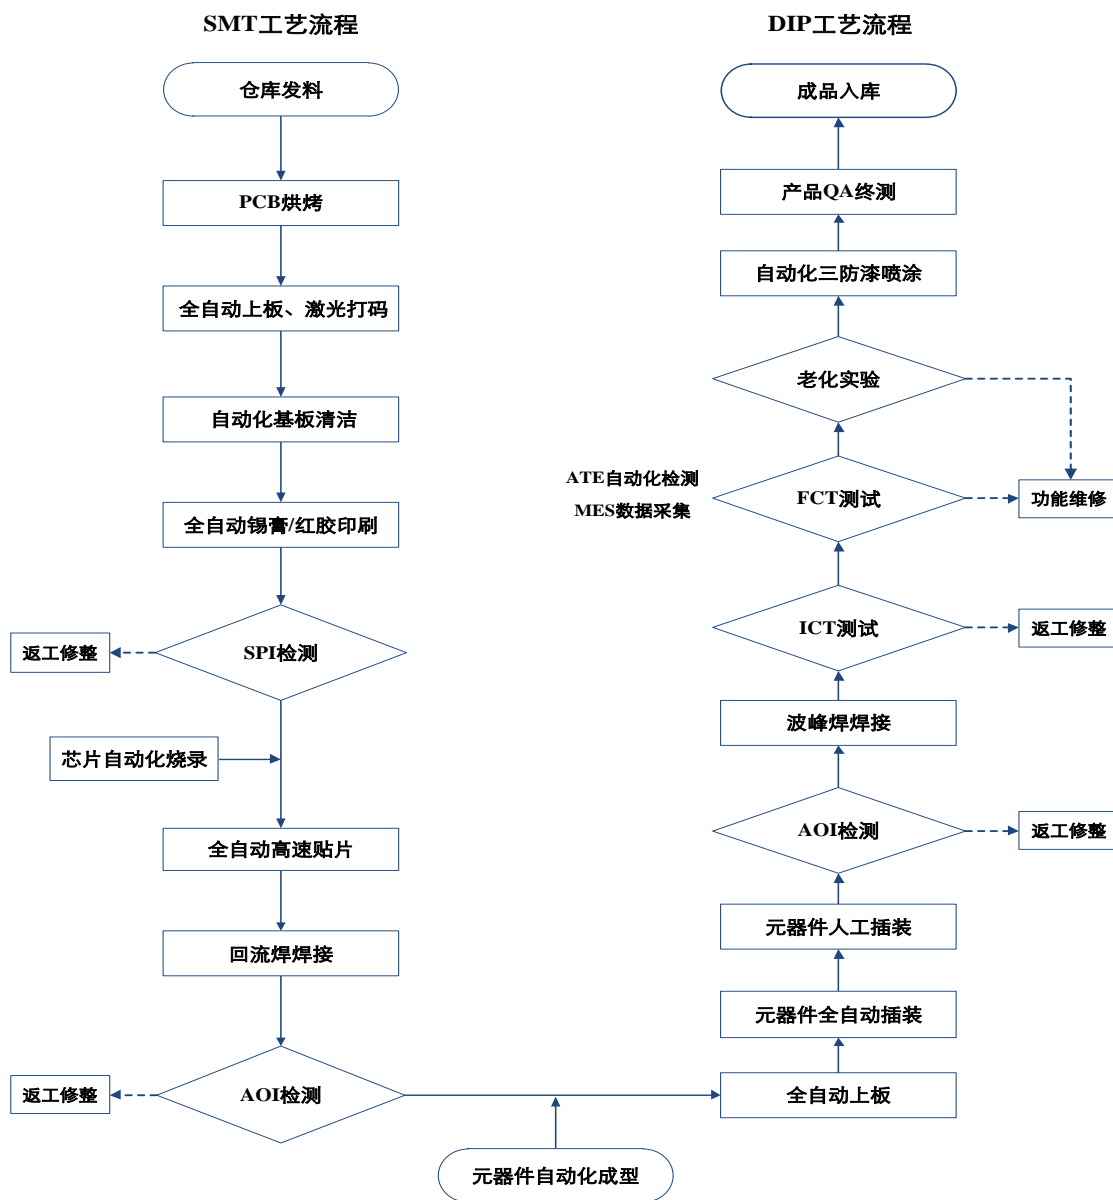 SMT工艺流程
仓库发料
PCB烘烤
全自动上板、激光打码
自动化基板清洁
全自动锡膏/红胶印刷
SPI检测
返工修整
芯片自动化烧录
全自动高速贴片
回流焊焊接
AOI检测
返工修整
元器件自动化成型
DIP工艺流程
成品入库
产品QA终测
自动化三防漆喷涂
老化实验
ATE自动化检测
MES数据采集
FCT测试
功能维修
ICT测试
返工修整
波峰焊焊接
AOI检测
返工修整
元器件人工插装
元器件全自动插装
全自动上板